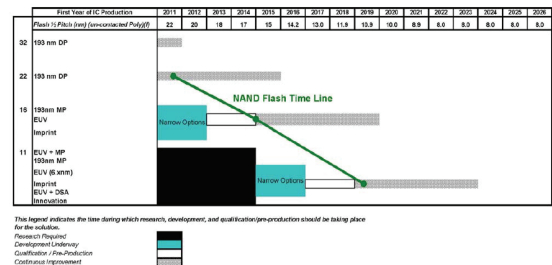 First Year of IC Production 2011 2012 2013 2014 2015 2016 2017 2018 2019 2020 2021 2022 2023 2024 2025 2026
Flash ½ Pitch (nm) (un-contacted Poly)(f) 22 20 18 17 15 14.2 13.0 11.9 10.9 10.0 8.9 8.0 8.0 8.0 8.0 8.0
32 193 nm DP
22 193 nm DP
NAND Flash Time Line
16 193nm MP
EUV
Narrow Options
Imprint
11 EUV + MP
193nm MP
EUV (6.xnm)
Narrow Options
Imprint
EUV + DSA
Innovation
This legend indicates the time during which research, development, and qualification/pre-production should be taking place
for the solution.
Research Required
Development Underway
Qualification / Pre-Production
Continuous Improvement